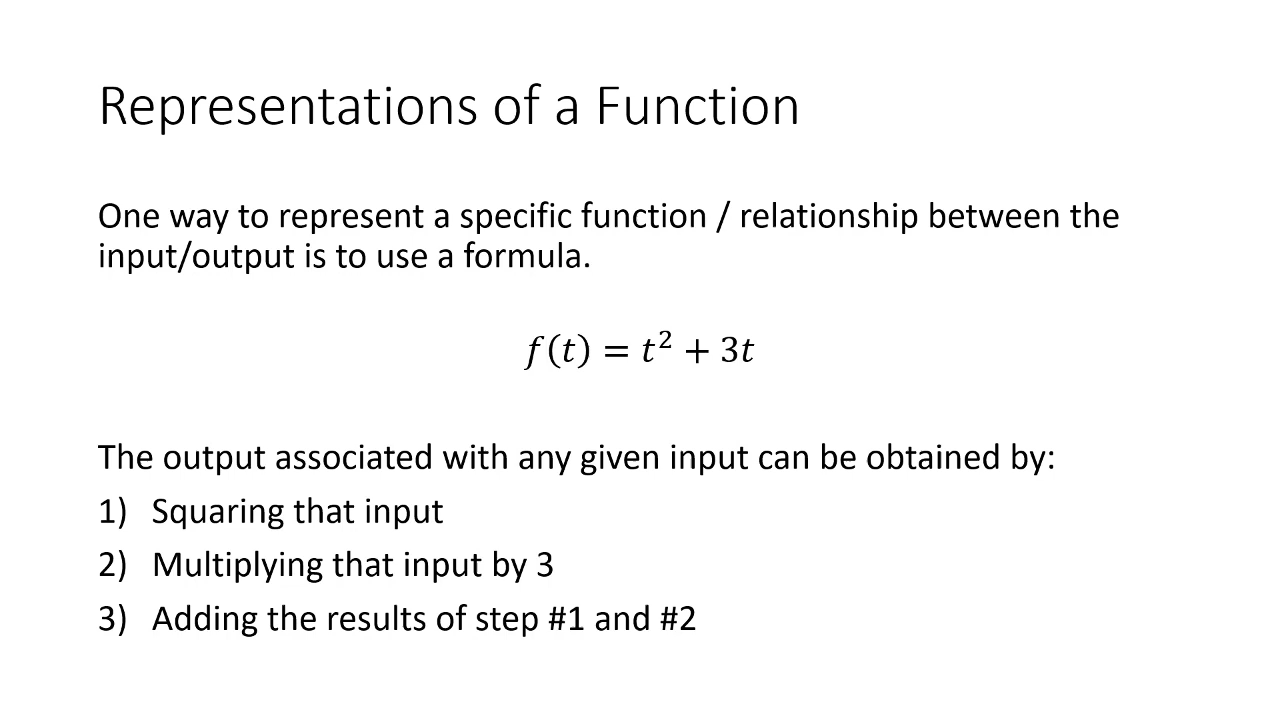 Representations of a Function
One way to represent a specific function / relationship between the
input/output is to use a formula.
𝑓(𝑡) = 𝑡² + 3𝑡
The output associated with any given input can be obtained by:
1) Squaring that input
2) Multiplying that input by 3
3) Adding the results of step #1 and #2